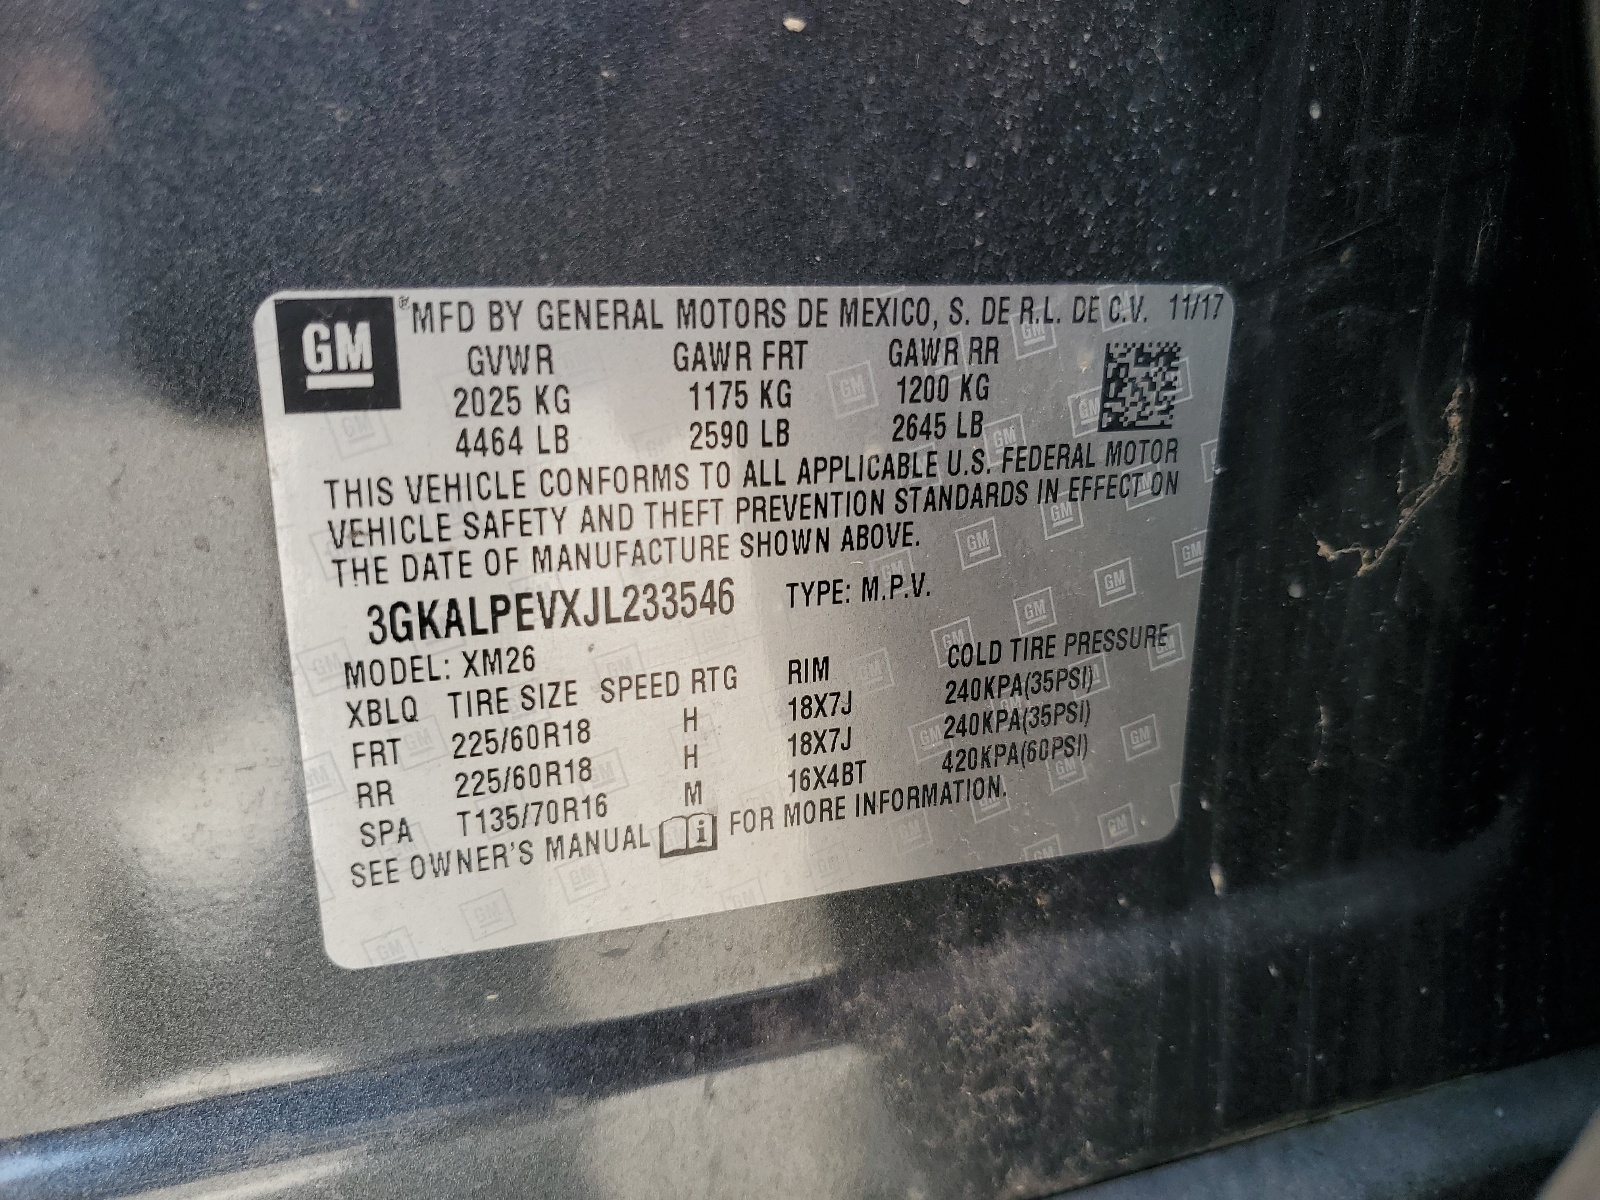 GM ® MFD BY GENERAL MOTORS DE MEXICO, S. DE R.L. DE C.V. 11/17
GVWR GAWR FRT GAWR RR
2025 KG 1175 KG 1200 KG
4464 LB 2590 LB 2645 LB
THIS VEHICLE CONFORMS TO ALL APPLICABLE U.S. FEDERAL MOTOR
VEHICLE SAFETY AND THEFT PREVENTION STANDARDS IN EFFECT ON
THE DATE OF MANUFACTURE SHOWN ABOVE.
3GKALPEVXJL233546 TYPE: M.P.V.
MODEL: XM26
XBLQ TIRE SIZE SPEED RTG RIM COLD TIRE PRESSURE
FRT 225/60R18 H 18X7J 240KPA(35PSI)
RR 225/60R18 H 18X7J 240KPA(35PSI)
SPA T135/70R16 M 16X4BT 420KPA(60PSI)
SEE OWNER'S MANUAL FOR MORE INFORMATION.